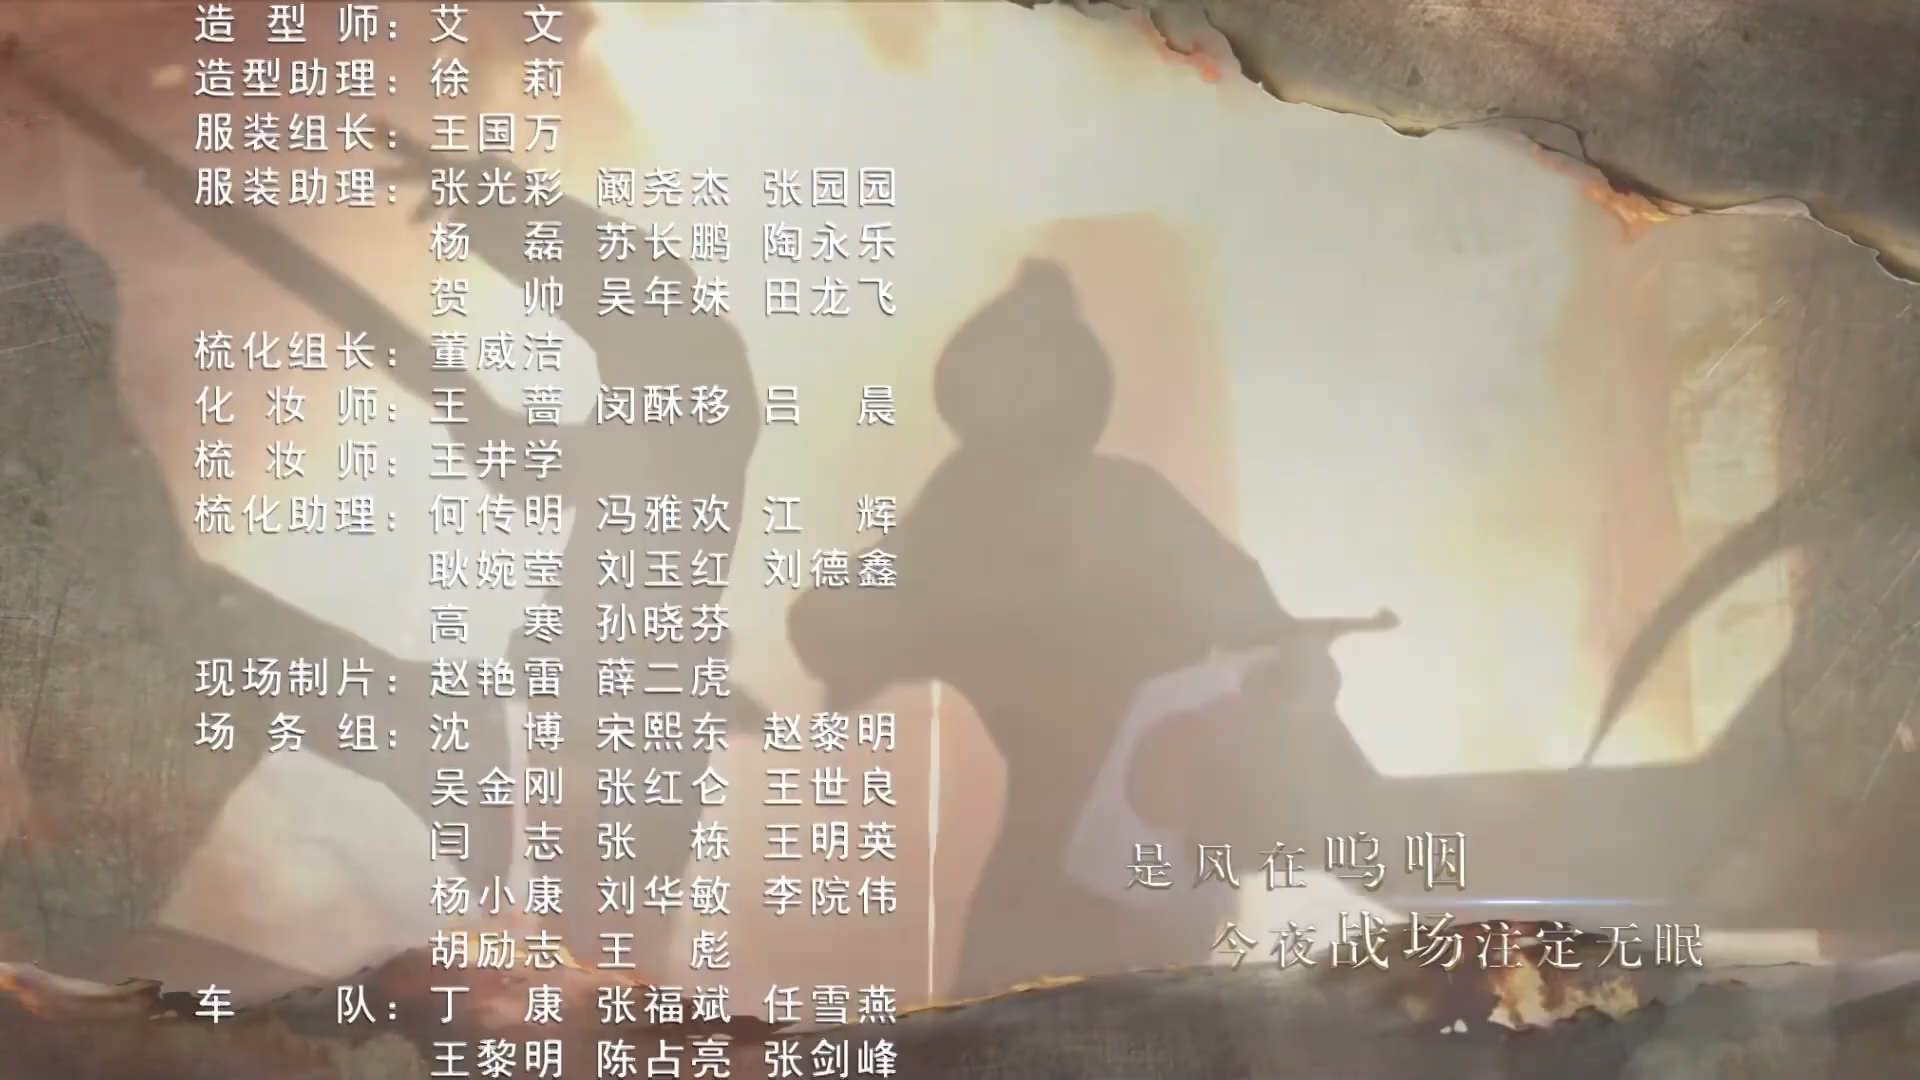 造型师：艾文
造型助理：徐莉
服装组长：王国万
服装助理：张光彩 阚尧杰 张园园
杨磊 苏长鹏 陶永乐
贺帅 吴年妹 田龙飞
梳化组长：董威洁
化妆师：王蔷 闵酥移 吕晨
梳妆师：王井学
梳化助理：何传明 冯雅欢 江辉
耿婉莹 刘玉红 刘德鑫
高寒 孙晓芬
现场制片：赵艳雷 薛二虎
场务组：沈博 宋熙东 赵黎明
吴金刚 张红仑 王世良
闫志 张栋 王明英
杨小康 刘华敏 李院伟
胡励志 王彪
车队：丁康 张福斌 任雪燕
王黎明 陈占亮 张剑峰
是风在呜咽
今夜战场注定无眠